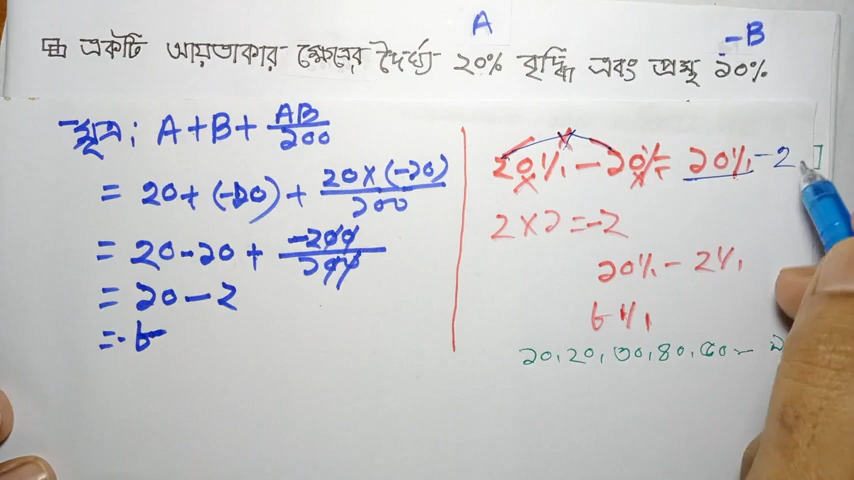 A
-B
একটি আয়তাকার ক্ষেত্রের দৈর্ঘ্য ২০% বৃদ্ধি এবং প্রস্থ ১০%
সূত্র: A+B+ AB/১০০
= ২০+(-১০)+ ২০×(-১০)/১০০
= ২০-১০+ -২০০/১০০
= ১০-২
= ৮
২০%-১০%= ১০%-২
২×১=-২
১০%-২%
৮%
১০,২০,৩০,৪০,৫০-